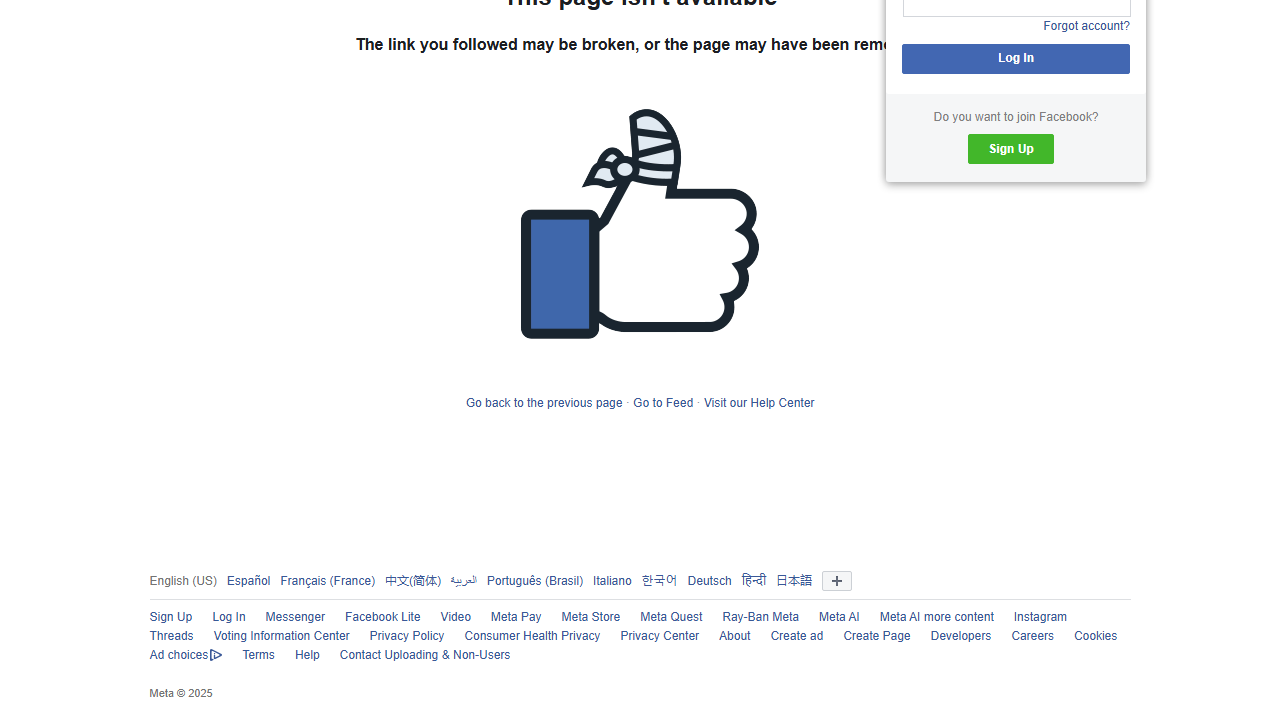 This page isn't available
The link you followed may be broken, or the page may have been remo
Forgot account?
Log In
Do you want to join Facebook?
Sign Up
Go back to the previous page · Go to Feed · Visit our Help Center
English (US) Español Français (France) 中文(简体) العربية Português (Brasil) Italiano 한국어 Deutsch हिन्दी 日本語
Sign Up Log In Messenger Facebook Lite Video Meta Pay Meta Store Meta Quest Ray-Ban Meta Meta AI Meta AI more content Instagram
Threads Voting Information Center Privacy Policy Consumer Health Privacy Privacy Center About Create ad Create Page Developers Careers Cookies
Ad choices Terms Help Contact Uploading & Non-Users
Meta © 2025